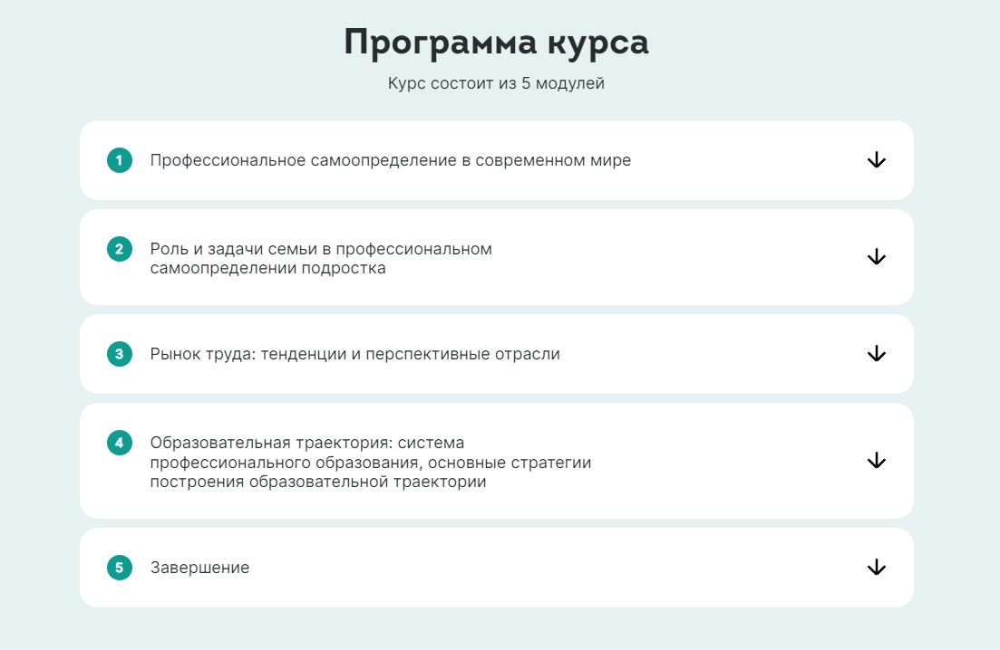 Программа курса
Курс состоит из 5 модулей
1 Профессиональное самоопределение в современном мире
2 Роль и задачи семьи в профессиональном
самоопределении подростка
3 Рынок труда: тенденции и перспективные отрасли
4 Образовательная траектория: система
профессионального образования, основные стратегии
построения образовательной траектории
5 Завершение